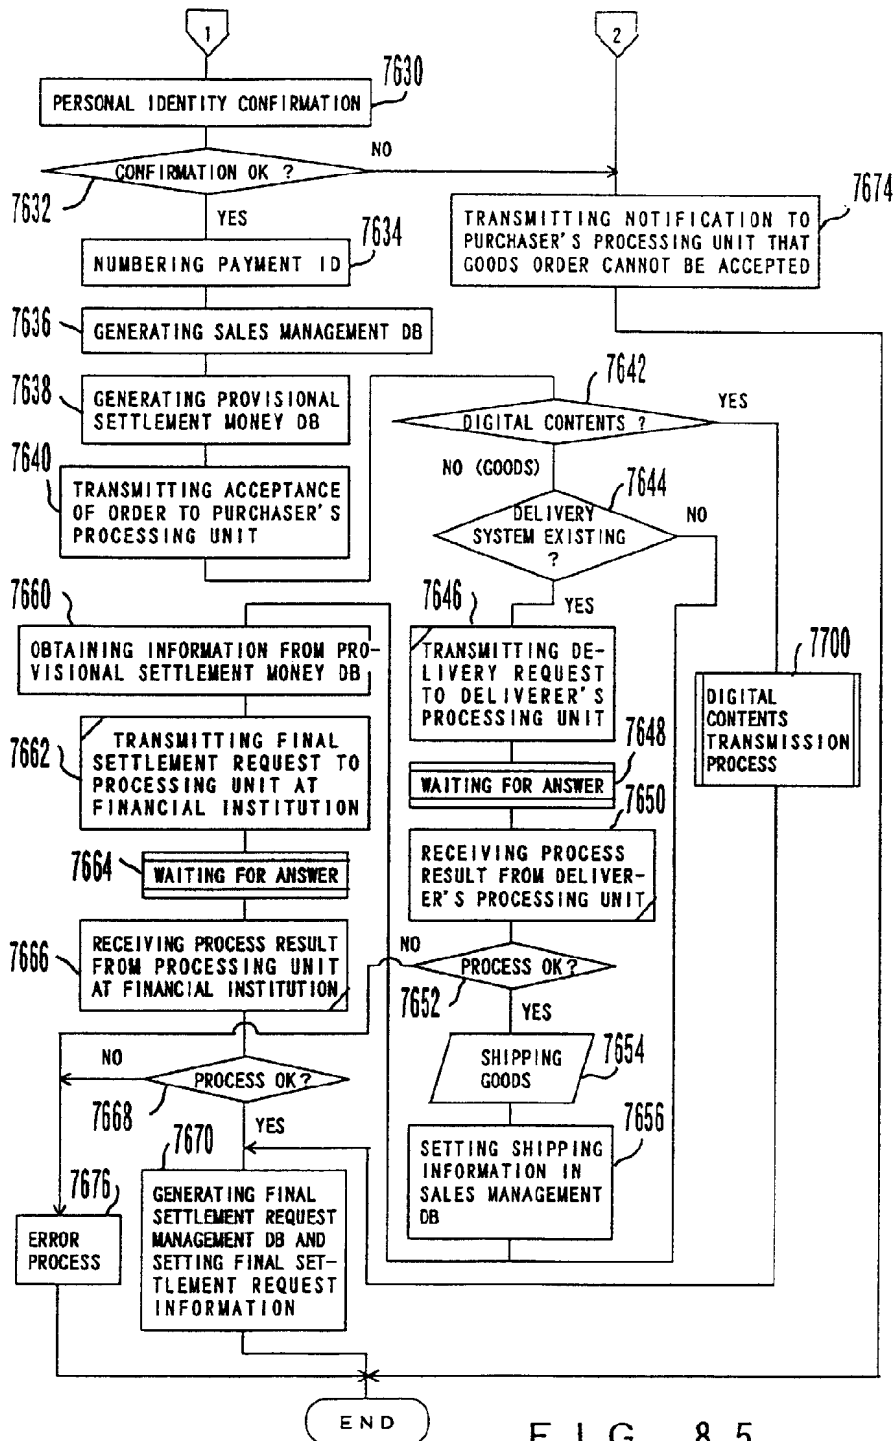 1
2
7630
PERSONAL IDENTITY CONFIRMATION
NO
CONFIRMATION OK ?
7632
YES
7634
NUMBERING PAYMENT ID
7674
TRANSMITTING NOTIFICATION TO
PURCHASER'S PROCESSING UNIT THAT
GOODS ORDER CANNOT BE ACCEPTED
7636
GENERATING SALES MANAGEMENT DB
7638
GENERATING PROVISIONAL
SETTLEMENT MONEY DB
7640
TRANSMITTING ACCEPTANCE
OF ORDER TO PURCHASER'S
PROCESSING UNIT
7642
YES
DIGITAL CONTENTS ?
NO (GOODS)
7644
DELIVERY
SYSTEM EXISTING
?
NO
YES
7646
TRANSMITTING DE-
LIVERY REQUEST
TO DELIVERER'S
PROCESSING UNIT
7648
WAITING FOR ANSWER
7650
RECEIVING PROCESS
RESULT FROM DELIVER-
ER'S PROCESSING UNIT
NO
PROCESS OK?
7652
YES
7654
SHIPPING
GOODS
7656
SETTING SHIPPING
INFORMATION IN
SALES MANAGEMENT
DB
7700
DIGITAL
CONTENTS
TRANSMISSION
PROCESS
7660
OBTAINING INFORMATION FROM PRO-
VISIONAL SETTLEMENT MONEY DB
7662
TRANSMITTING FINAL
SETTLEMENT REQUEST TO
PROCESSING UNIT AT
FINANCIAL INSTITUTION
7664
WAITING FOR ANSWER
7666
RECEIVING PROCESS RESULT
FROM PROCESSING UNIT
AT FINANCIAL INSTITUTION
NO
PROCESS OK?
7668
YES
7670
GENERATING FINAL
SETTLEMENT REQUEST
MANAGEMENT DB AND
SETTING FINAL SET-
TLEMENT REQUEST
INFORMATION
7676
ERROR
PROCESS
END
FIG. 85